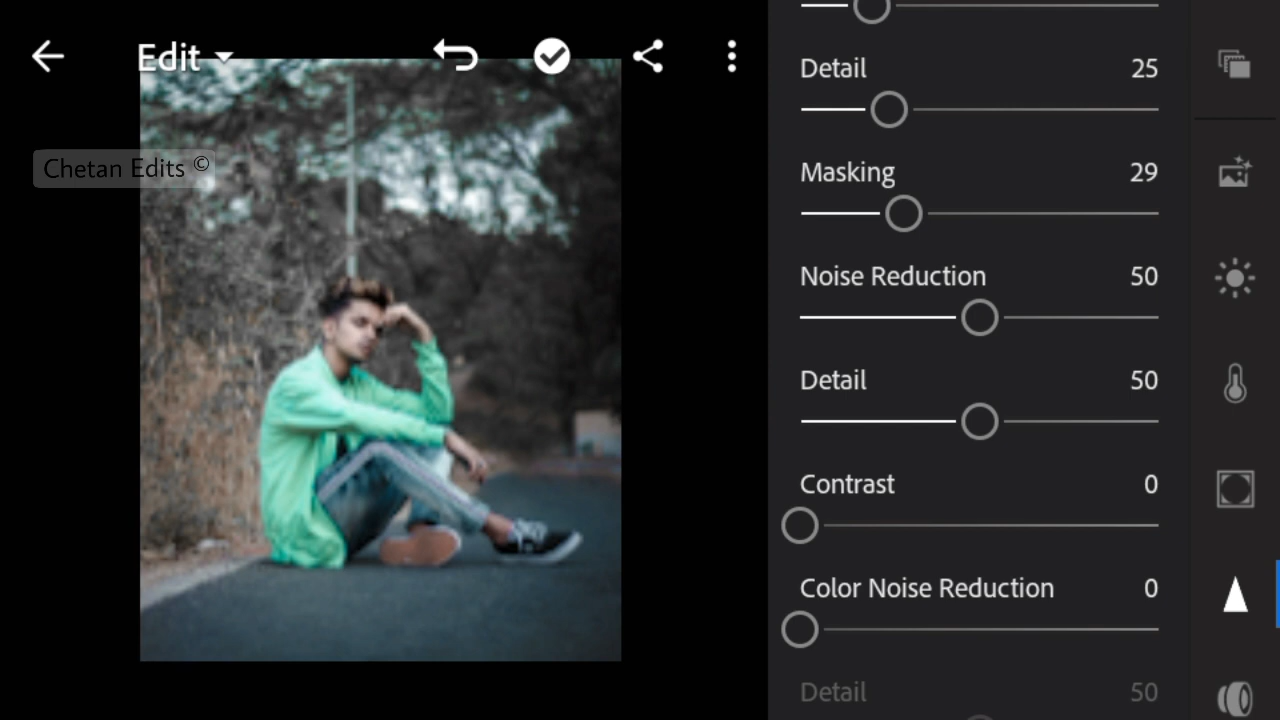 Edit
Chetan Edits ©
Detail 25
Masking 29
Noise Reduction 50
Detail 50
Contrast 0
Color Noise Reduction 0
Detail 50